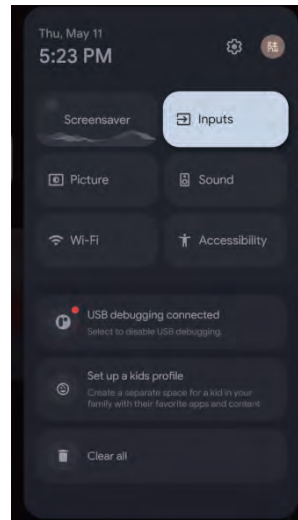 Thu, May 11
5:23 PM
陆
Screensaver
Inputs
Picture
Sound
Wi-Fi
Accessibility
USB debugging connected
Select to disable USB debugging.
Set up a kids profile
Create a separate space for a kid in your
family with their favorite apps and content
Clear all